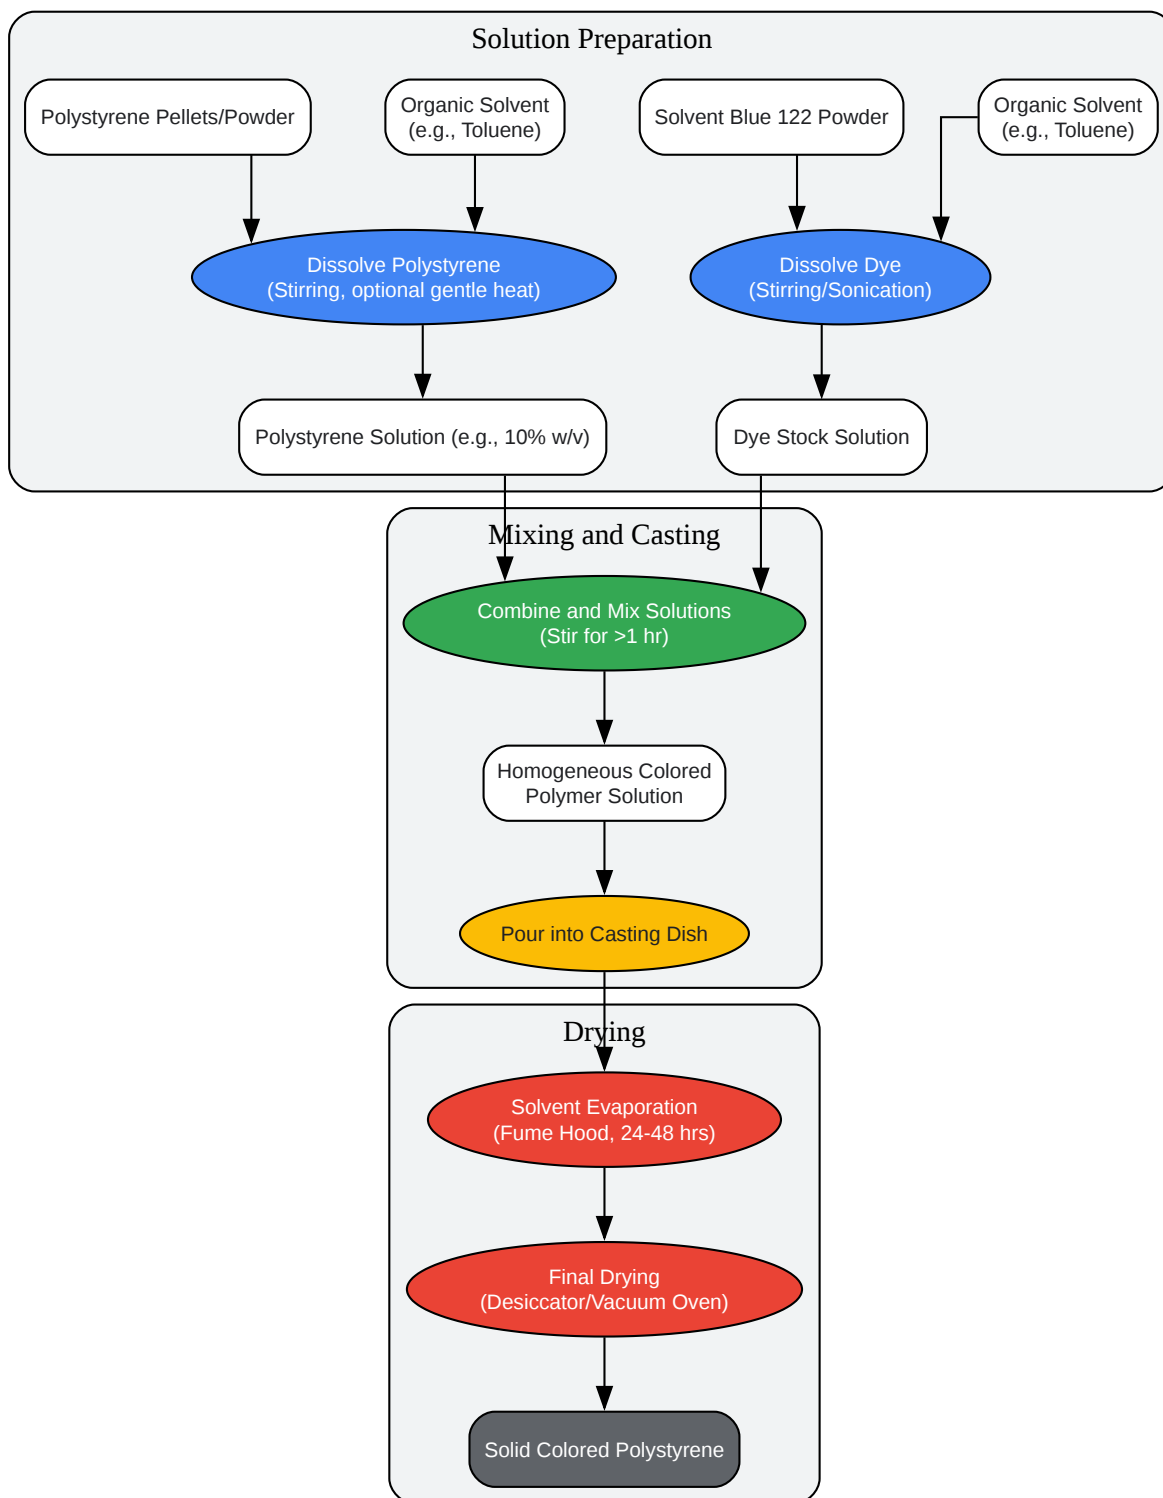 Solution Preparation
Polystyrene Pellets/Powder
Organic Solvent
(e.g., Toluene)
Solvent Blue 122 Powder
Organic Solvent
(e.g., Toluene)
Dissolve Polystyrene
(Stirring, optional gentle heat)
Dissolve Dye
(Stirring/Sonication)
Polystyrene Solution (e.g., 10% w/v)
Dye Stock Solution
Mixing and Casting
Combine and Mix Solutions
(Stir for >1 hr)
Homogeneous Colored
Polymer Solution
Pour into Casting Dish
Drying
Solvent Evaporation
(Fume Hood, 24-48 hrs)
Final Drying
(Desiccator/Vacuum Oven)
Solid Colored Polystyrene